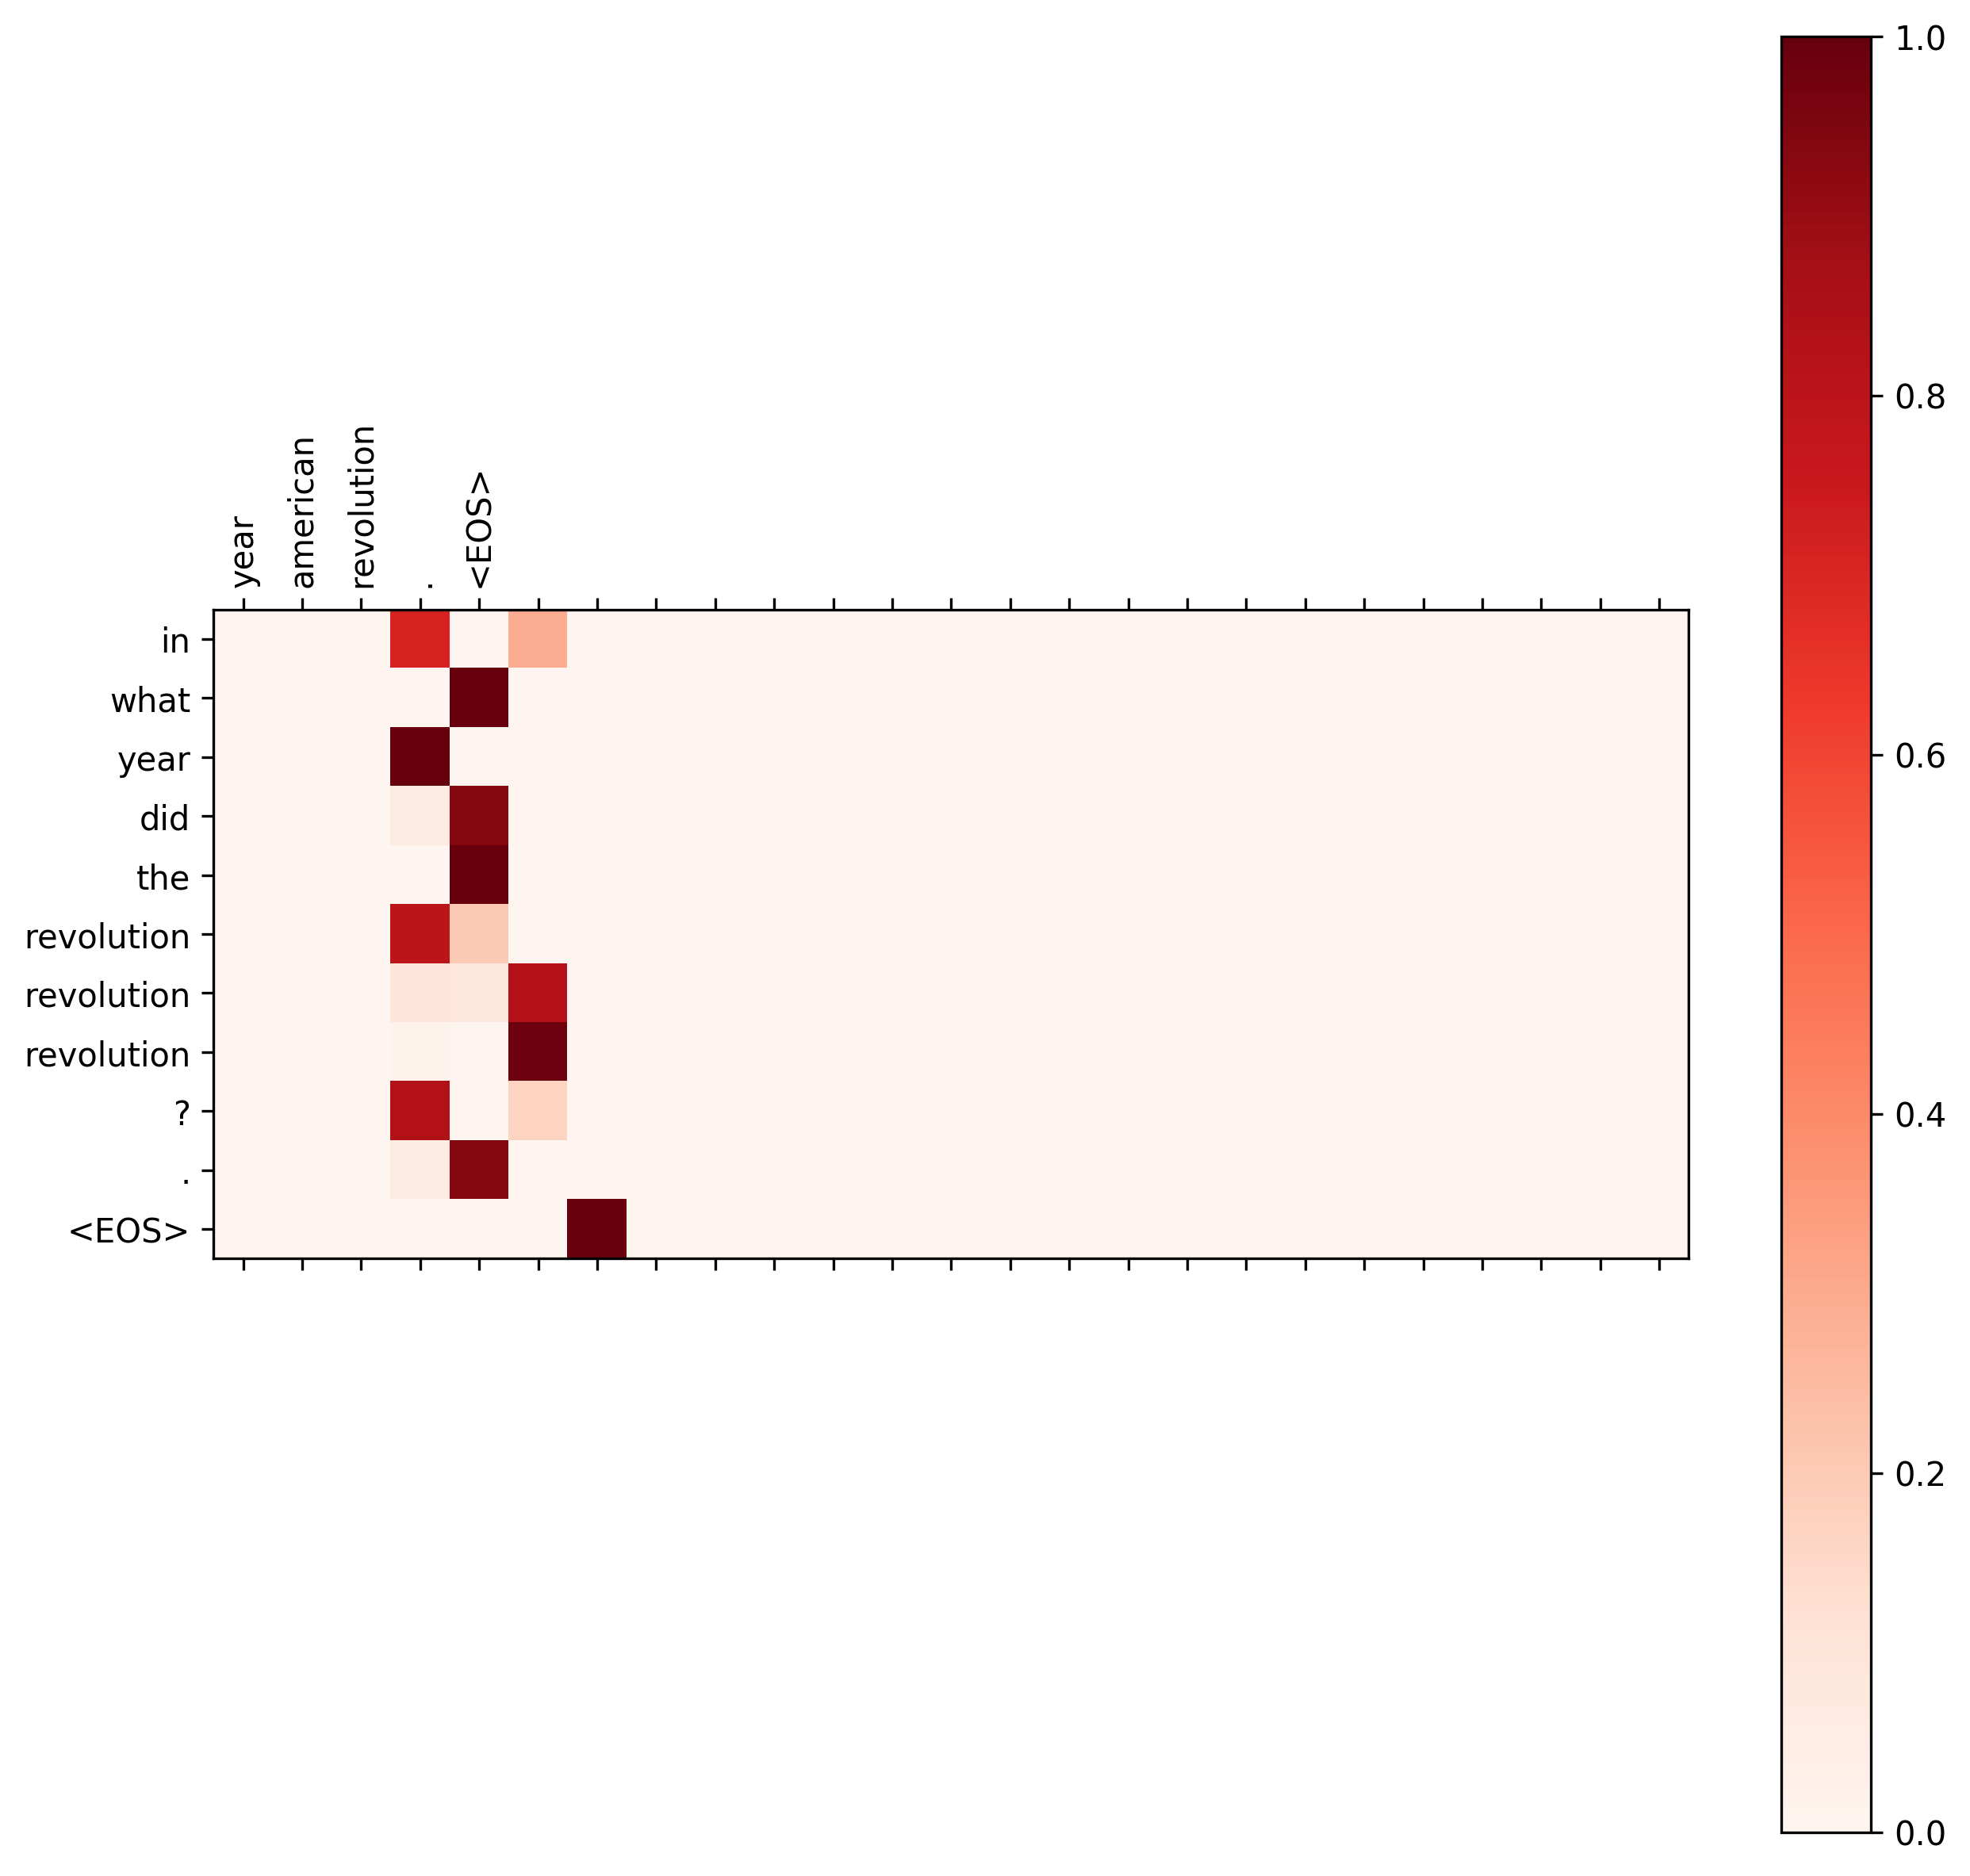 year
american
revolution
.
<EOS>
in
what
year
did
the
revolution
revolution
revolution
?
.
<EOS>
1.0
0.8
0.6
0.4
0.2
0.0